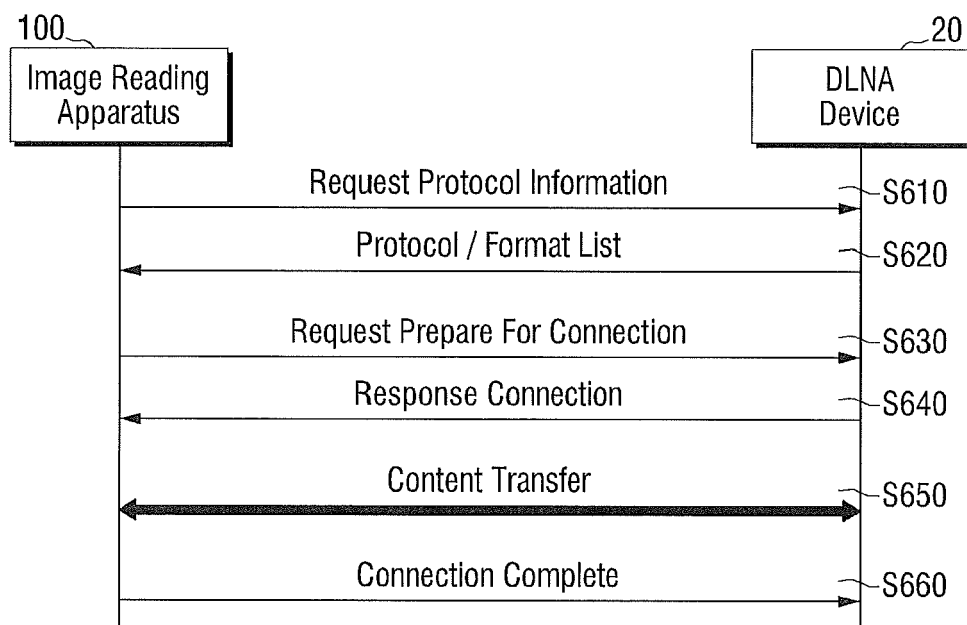 100
20
Image Reading
Apparatus
DLNA
Device
Request Protocol Information
S610
Protocol / Format List
S620
Request Prepare For Connection
S630
Response Connection
S640
Content Transfer
S650
Connection Complete
S660